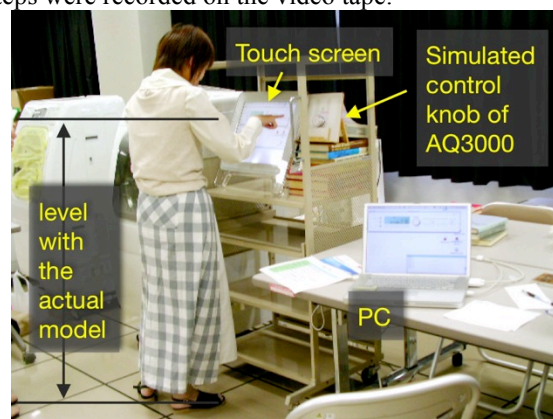 steps were recorded on the video tape.
Touch screen
Simulated
control
knob of
AQ3000
level
with
the
actual
model
PC